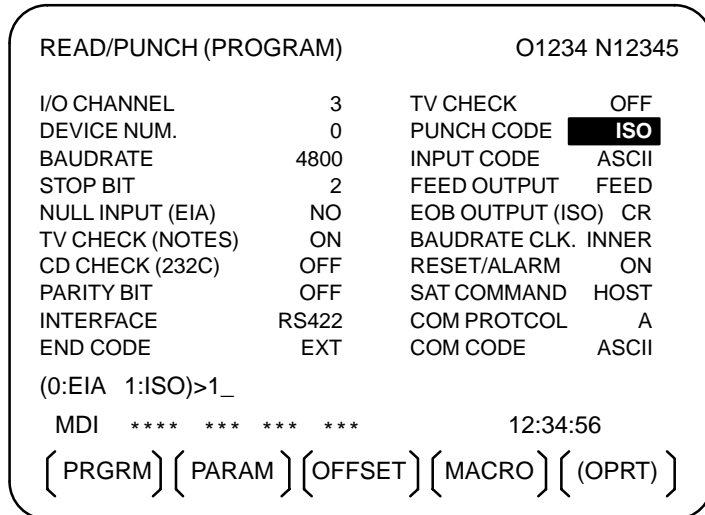 READ/PUNCH (PROGRAM) O1234 N12345
I/O CHANNEL 3 TV CHECK OFF
DEVICE NUM. 0 PUNCH CODE ISO
BAUDRATE 4800 INPUT CODE ASCII
STOP BIT 2 FEED OUTPUT FEED
NULL INPUT (EIA) NO EOB OUTPUT (ISO) CR
TV CHECK (NOTES) ON BAUDRATE CLK. INNER
CD CHECK (232C) OFF RESET/ALARM ON
PARITY BIT OFF SAT COMMAND HOST
INTERFACE RS422 COM PROTCOL A
END CODE EXT COM CODE ASCII
(0:EIA 1:ISO)>1_
MDI **** *** *** *** 12:34:56
[ PRGRM ] [ PARAM ] [ OFFSET ] [ MACRO ] [ (OPRT) ]